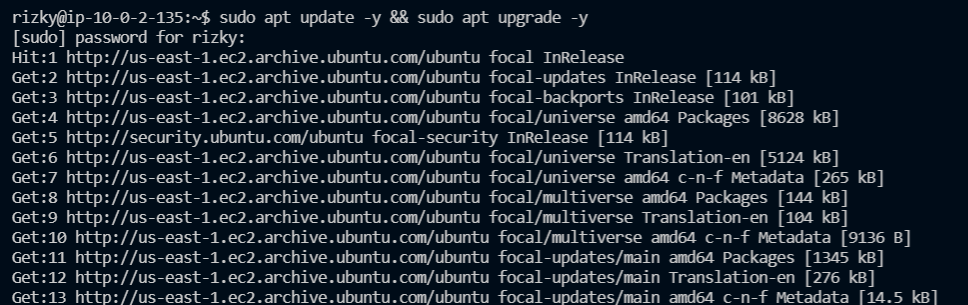 rizky@ip-10-0-2-135:~$ sudo apt update -y && sudo apt upgrade -y
[sudo] password for rizky:
Hit:1 http://us-east-1.ec2.archive.ubuntu.com/ubuntu focal InRelease
Get:2 http://us-east-1.ec2.archive.ubuntu.com/ubuntu focal-updates InRelease [114 kB]
Get:3 http://us-east-1.ec2.archive.ubuntu.com/ubuntu focal-backports InRelease [101 kB]
Get:4 http://us-east-1.ec2.archive.ubuntu.com/ubuntu focal/universe amd64 Packages [8628 kB]
Get:5 http://security.ubuntu.com/ubuntu focal-security InRelease [114 kB]
Get:6 http://us-east-1.ec2.archive.ubuntu.com/ubuntu focal/universe Translation-en [5124 kB]
Get:7 http://us-east-1.ec2.archive.ubuntu.com/ubuntu focal/universe amd64 c-n-f Metadata [265 kB]
Get:8 http://us-east-1.ec2.archive.ubuntu.com/ubuntu focal/multiverse amd64 Packages [144 kB]
Get:9 http://us-east-1.ec2.archive.ubuntu.com/ubuntu focal/multiverse Translation-en [104 kB]
Get:10 http://us-east-1.ec2.archive.ubuntu.com/ubuntu focal/multiverse amd64 c-n-f Metadata [9136 B]
Get:11 http://us-east-1.ec2.archive.ubuntu.com/ubuntu focal-updates/main amd64 Packages [1345 kB]
Get:12 http://us-east-1.ec2.archive.ubuntu.com/ubuntu focal-updates/main Translation-en [276 kB]
Get:13 http://us-east-1.ec2.archive.ubuntu.com/ubuntu focal-updates/main amd64 c-n-f Metadata [14.5 kB]